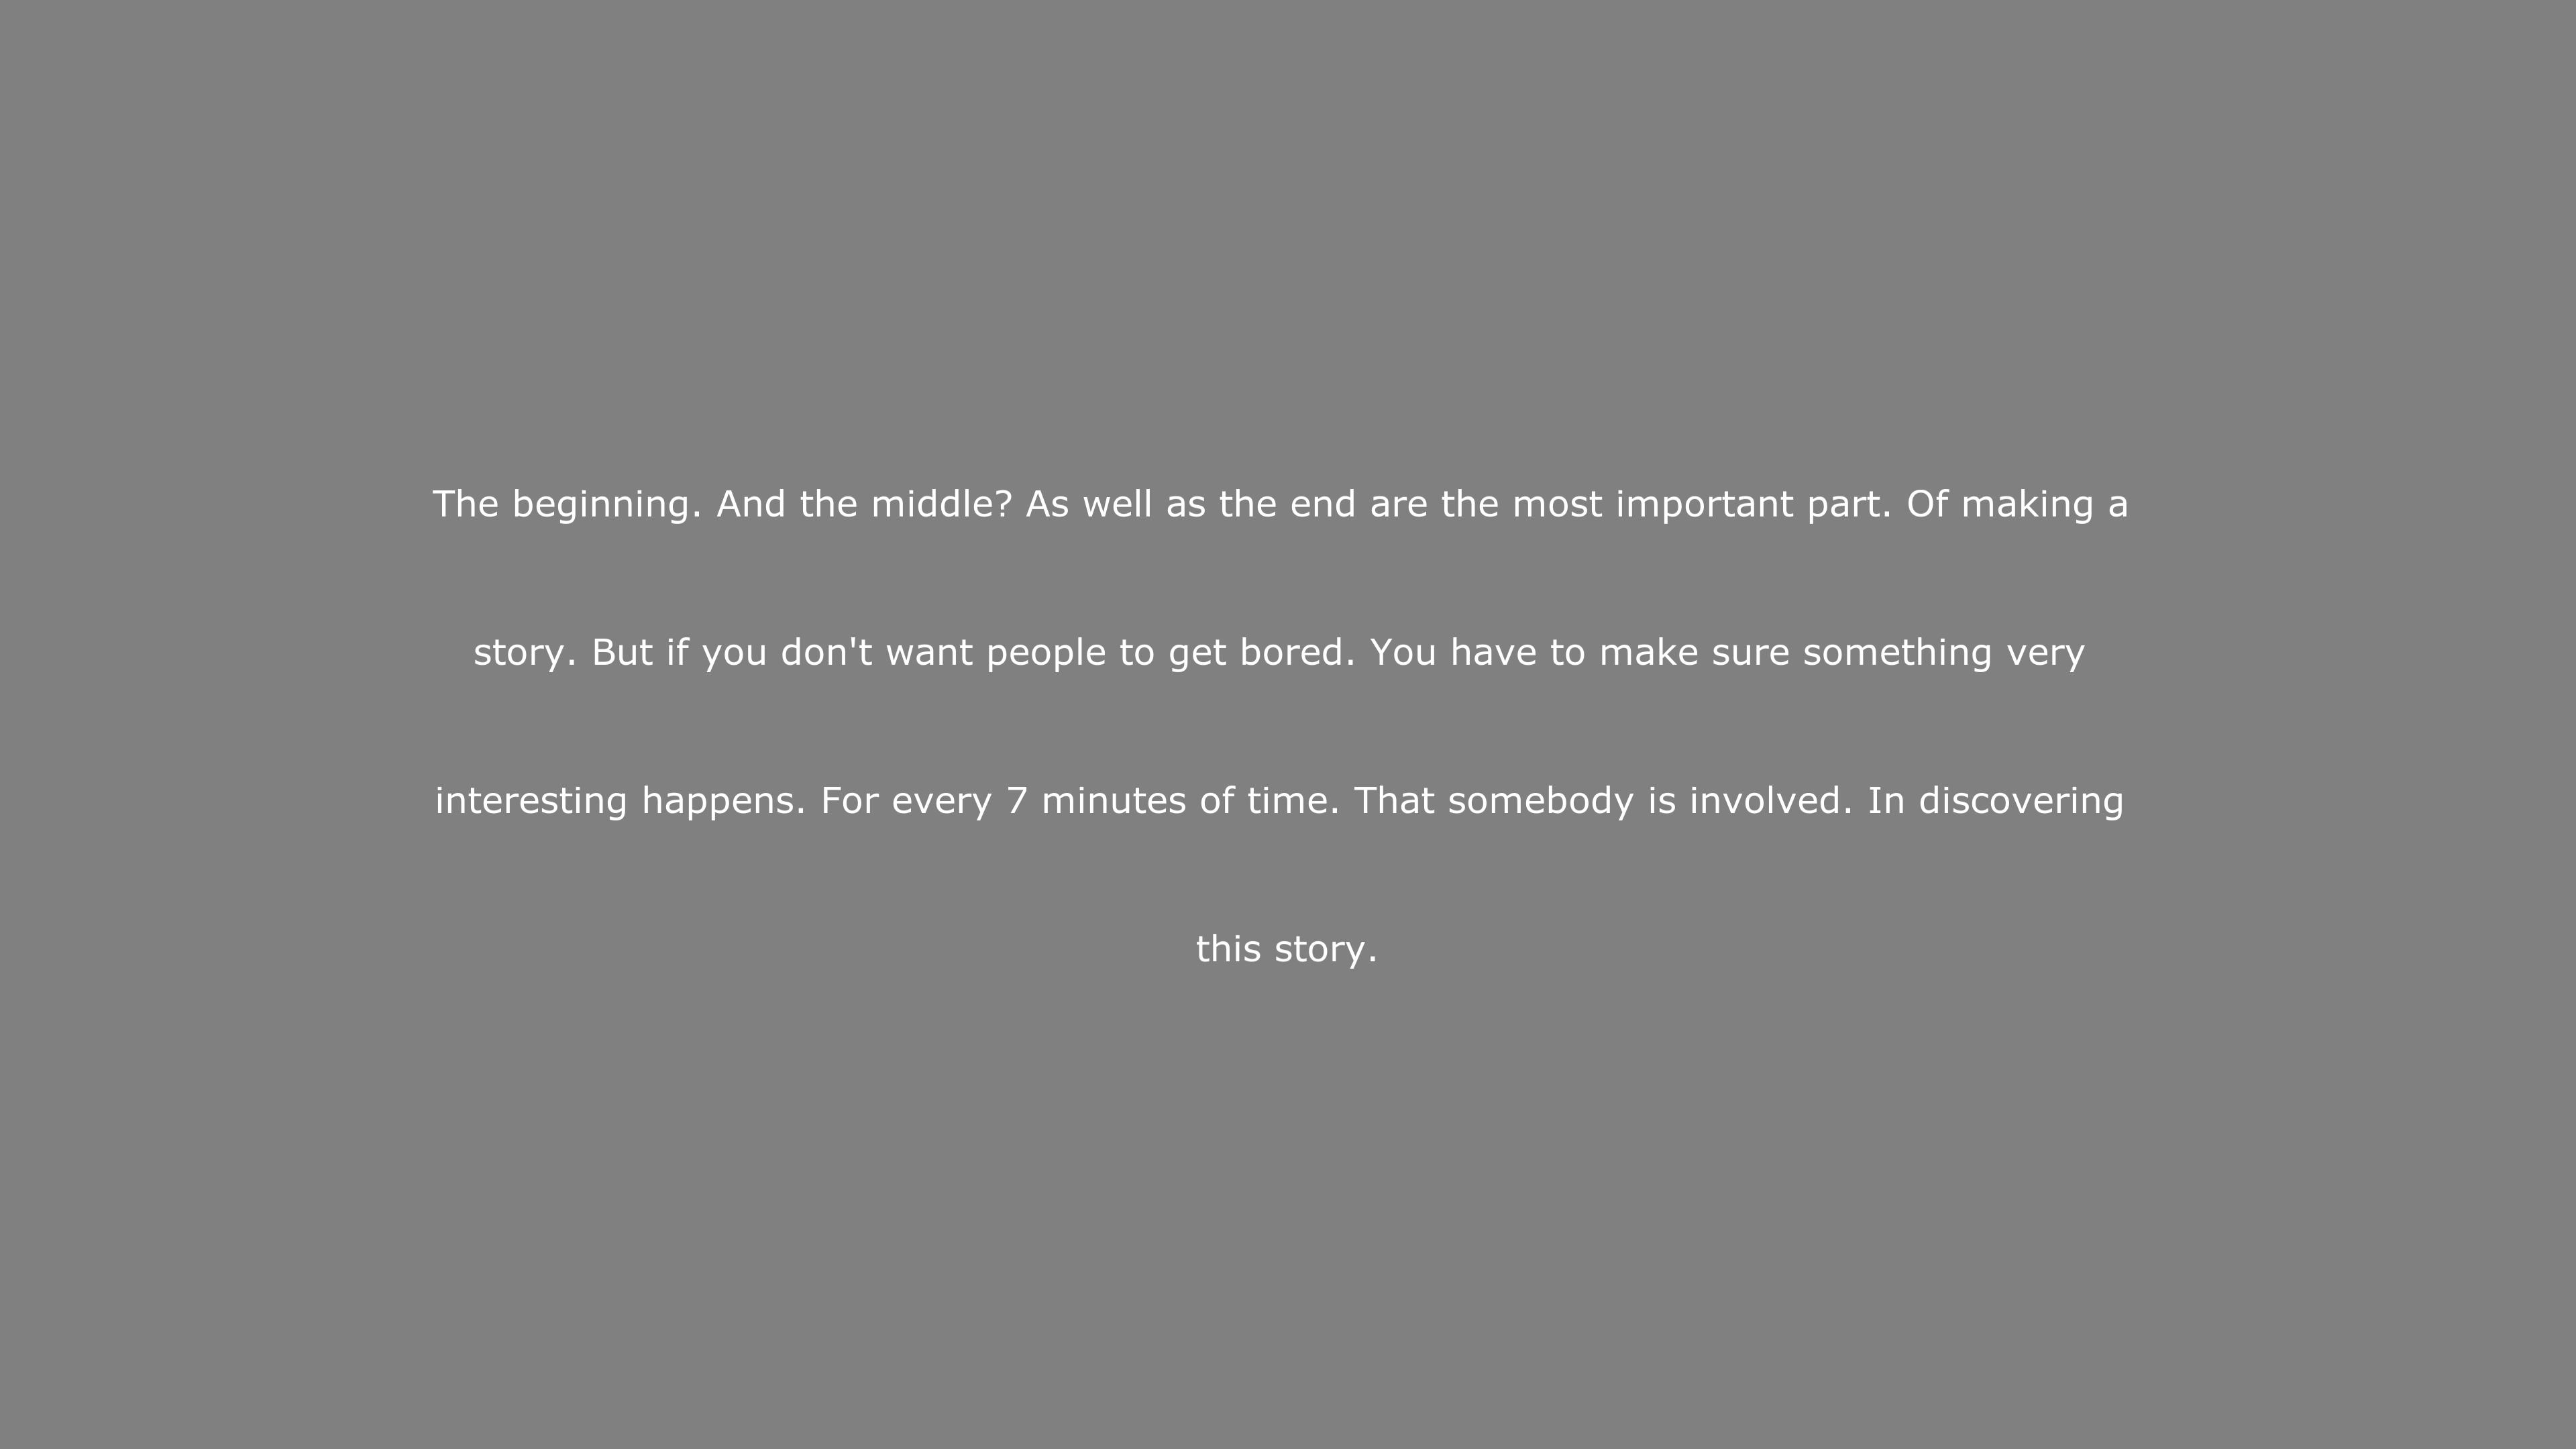 The beginning. And the middle? As well as the end are the most important part. Of making a
story. But if you don't want people to get bored. You have to make sure something very
interesting happens. For every 7 minutes of time. That somebody is involved. In discovering
this story.